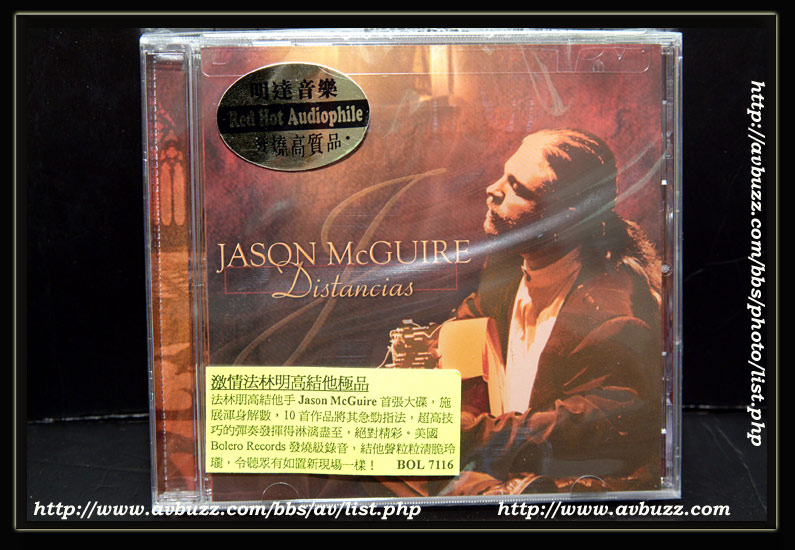 明達音樂
Red Hot Audiophile
發燒高質品
JASON McGUIRE
Distancias
激情法林明高結他極品
法林朋高結他手 Jason McGuire 首張大碟，施
展渾身解數，10 首作品將其急勁指法，超高技
巧的彈奏發揮得淋漓盡至，絕對精彩。美國
Bolero Records 發燒級錄音，結他聲粒粒清脆玲
瓏，令聽眾有如置新現場一樣！ BOL 7116
http://www.avbuzz.com/bbs/av/list.php
http://www.avbuzz.com
http://avbuzz.com/bbs/photo/list.php